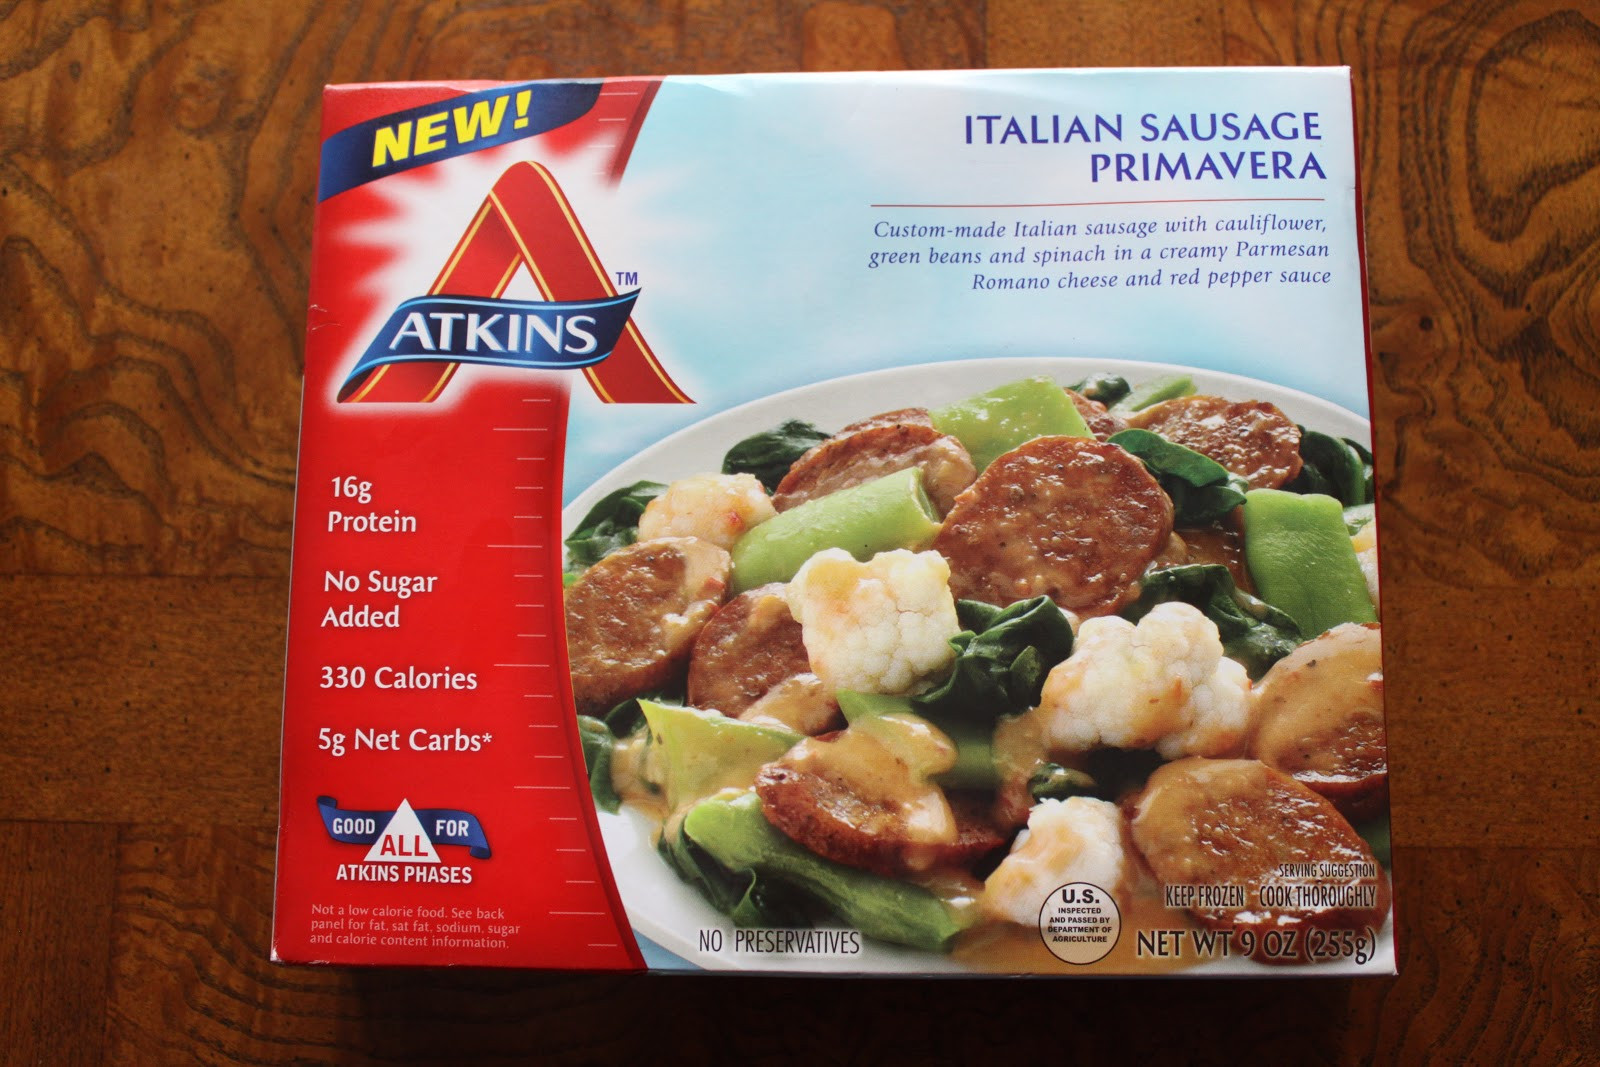 NEW!
ATKINS™
ITALIAN SAUSAGE
PRIMAVERA
Custom-made Italian sausage with cauliflower,
green beans and spinach in a creamy Parmesan
Romano cheese and red pepper sauce
16g
Protein
No Sugar
Added
330 Calories
5g Net Carbs*
GOOD ALL FOR
ATKINS PHASES
Not a low calorie food. See back
panel for fat, sat fat, sodium, sugar
and calorie content information.
NO PRESERVATIVES
U.S.
INSPECTED
AND PASSED BY
DEPARTMENT OF
AGRICULTURE
SERVING SUGGESTION
KEEP FROZEN COOK THOROUGHLY
NET WT 9 OZ (255g)